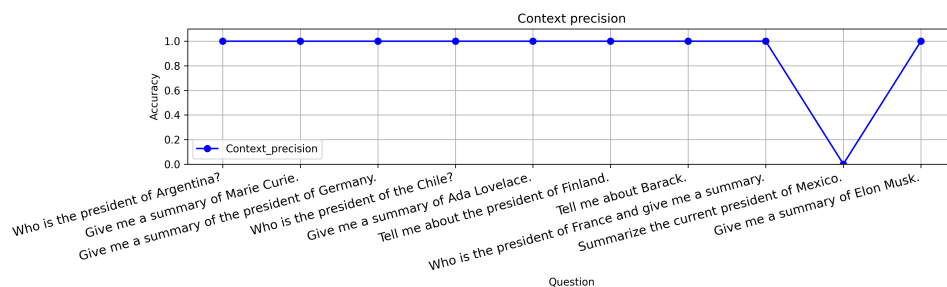 Context precision
Accuracy
1.0
0.8
0.6
0.4
0.2
0.0
Context_precision
Who is the president of Argentina?
Give me a summary of Marie Curie.
Give me a summary of the president of Germany.
Who is the president of the Chile?
Give me a summary of Ada Lovelace.
Tell me about the president of Finland.
Tell me about Barack.
Who is the president of France and give me a summary.
Summarize the current president of Mexico.
Give me a summary of Elon Musk.
Question